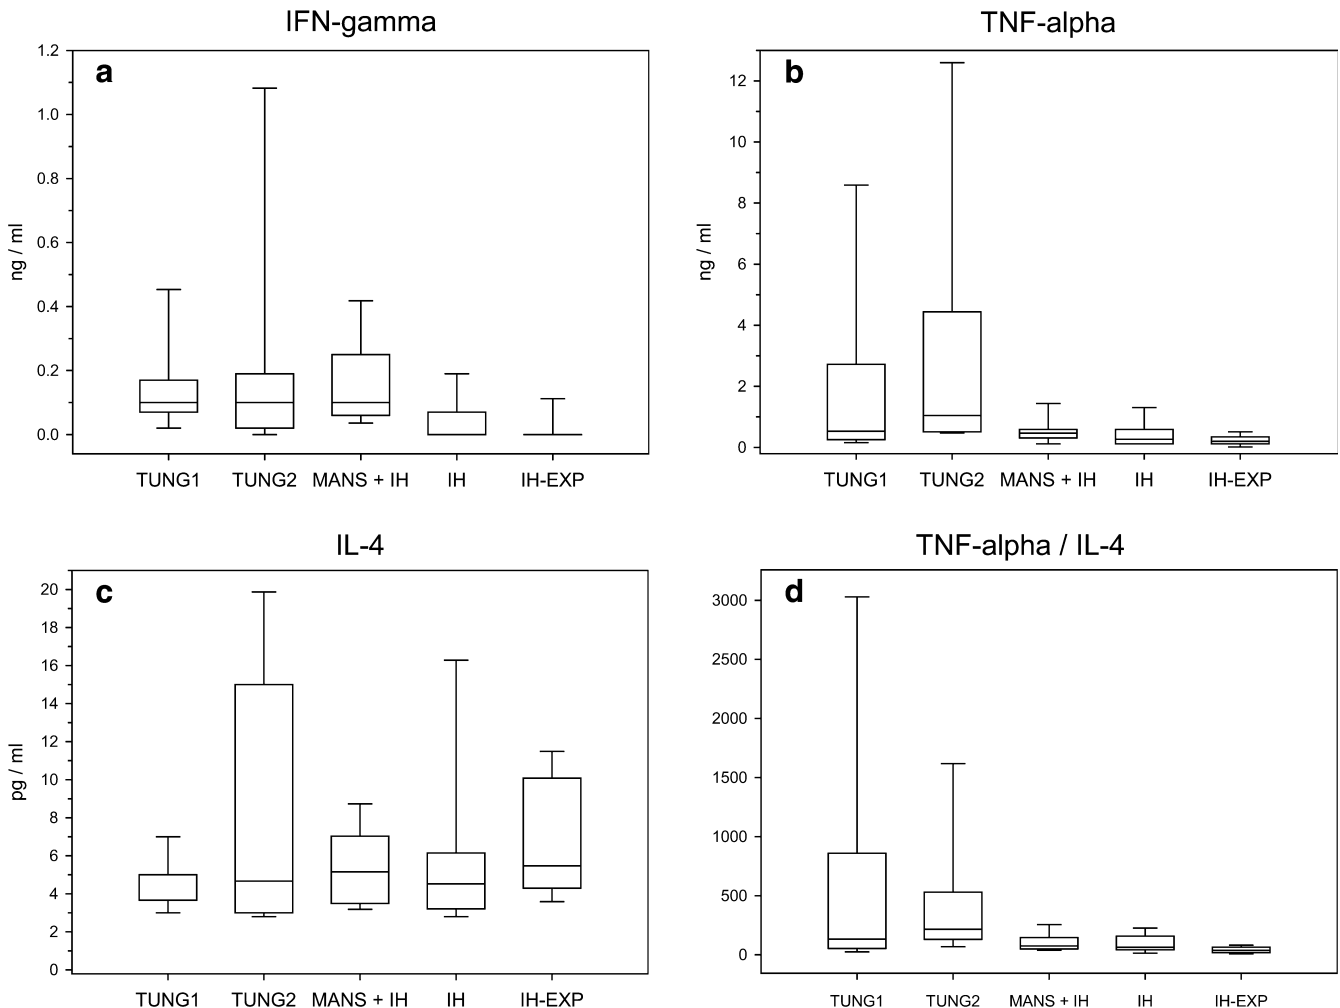 IFN-gamma
a
ng / ml
1.2
1.0
0.8
0.6
0.4
0.2
0.0
TUNG1 TUNG2 MANS + IH IH IH-EXP
TNF-alpha
b
ng / ml
12
10
8
6
4
2
0
TUNG1 TUNG2 MANS + IH IH IH-EXP
IL-4
c
pg / ml
20
18
16
14
12
10
8
6
4
2
0
TUNG1 TUNG2 MANS + IH IH IH-EXP
TNF-alpha / IL-4
d
3000
2500
2000
1500
1000
500
0
TUNG1 TUNG2 MANS + IH IH IH-EXP